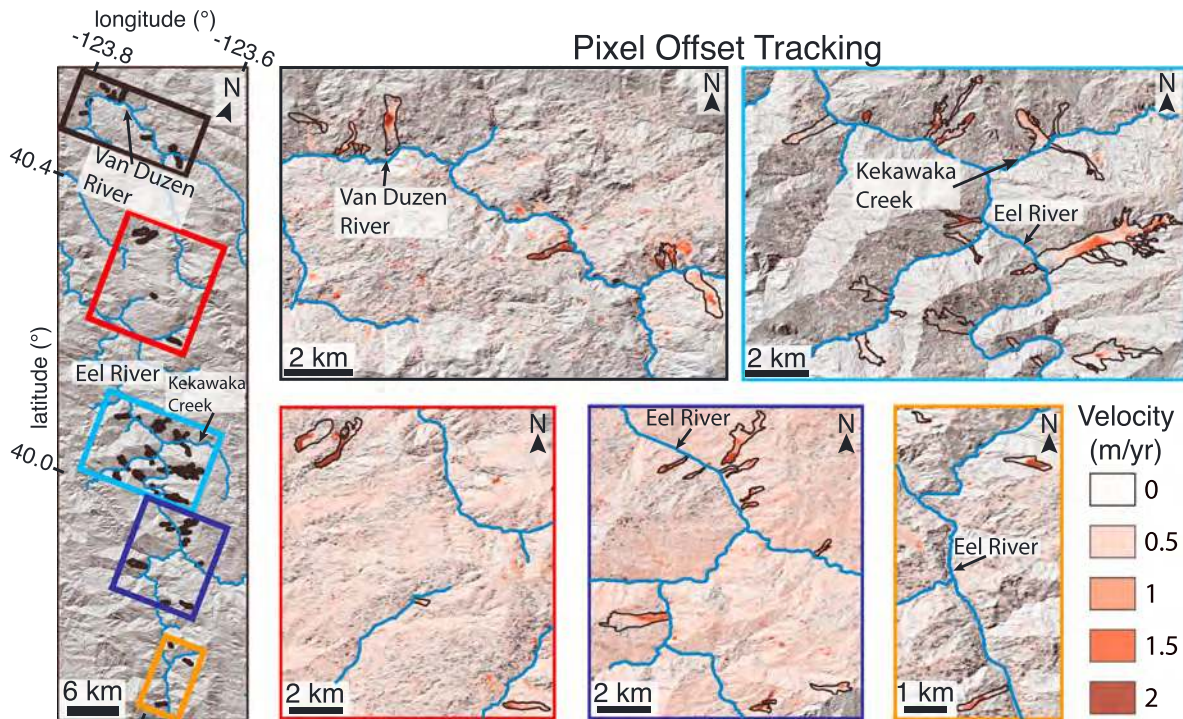 longitude (°)
-123.8
-123.6
Pixel Offset Tracking
N
40.4
Van Duzen
River
latitude (°)
Eel River
Kekawaka
Creek
40.0
6 km
N
Van Duzen
River
2 km
N
Kekawaka
Creek
Eel River
2 km
N
2 km
Eel River
N
2 km
N
Eel River
1 km
Velocity
(m/yr)
0
0.5
1
1.5
2